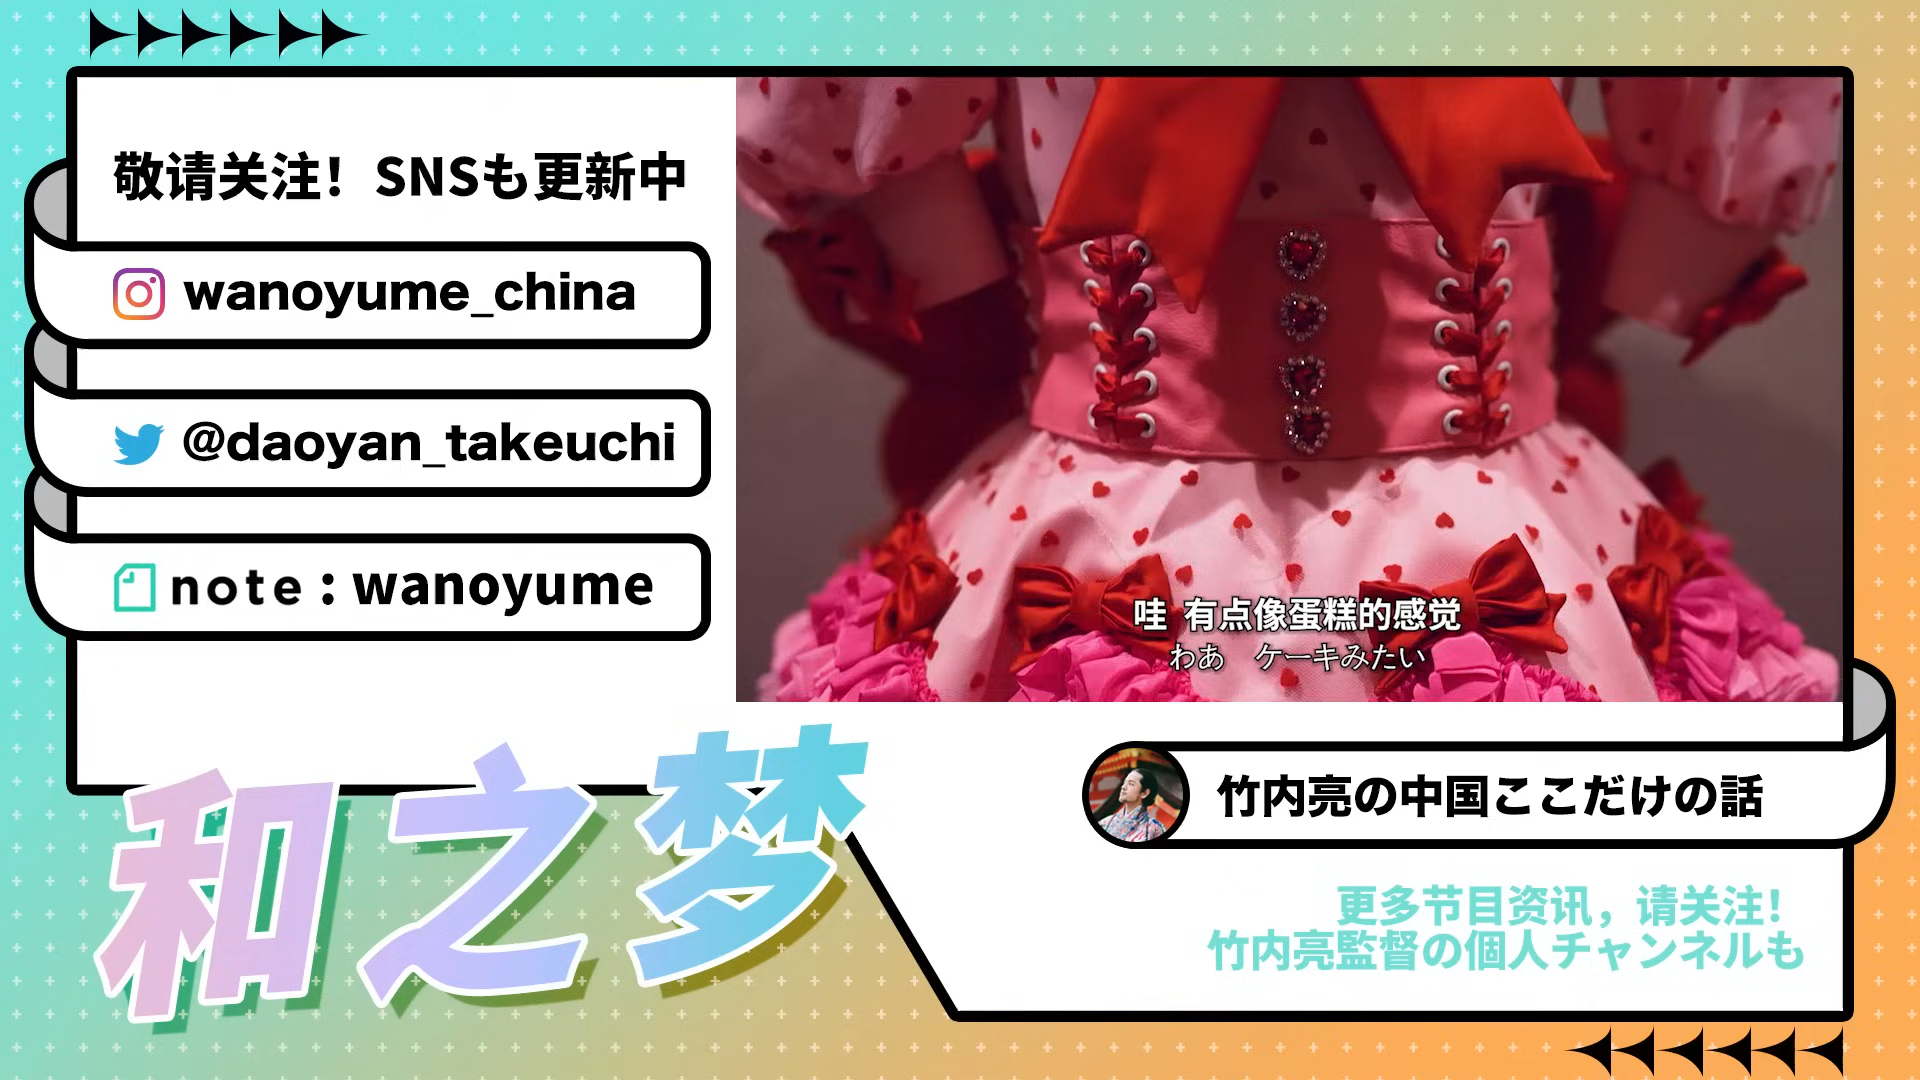 敬请关注！SNSも更新中
wanoyume_china
@daoyan_takeuchi
note：wanoyume
哇 有点像蛋糕的感觉
わあ　ケーキみたい
和之梦
竹内亮の中国ここだけの話
更多节目资讯，请关注！
竹内亮監督の個人チャンネルも